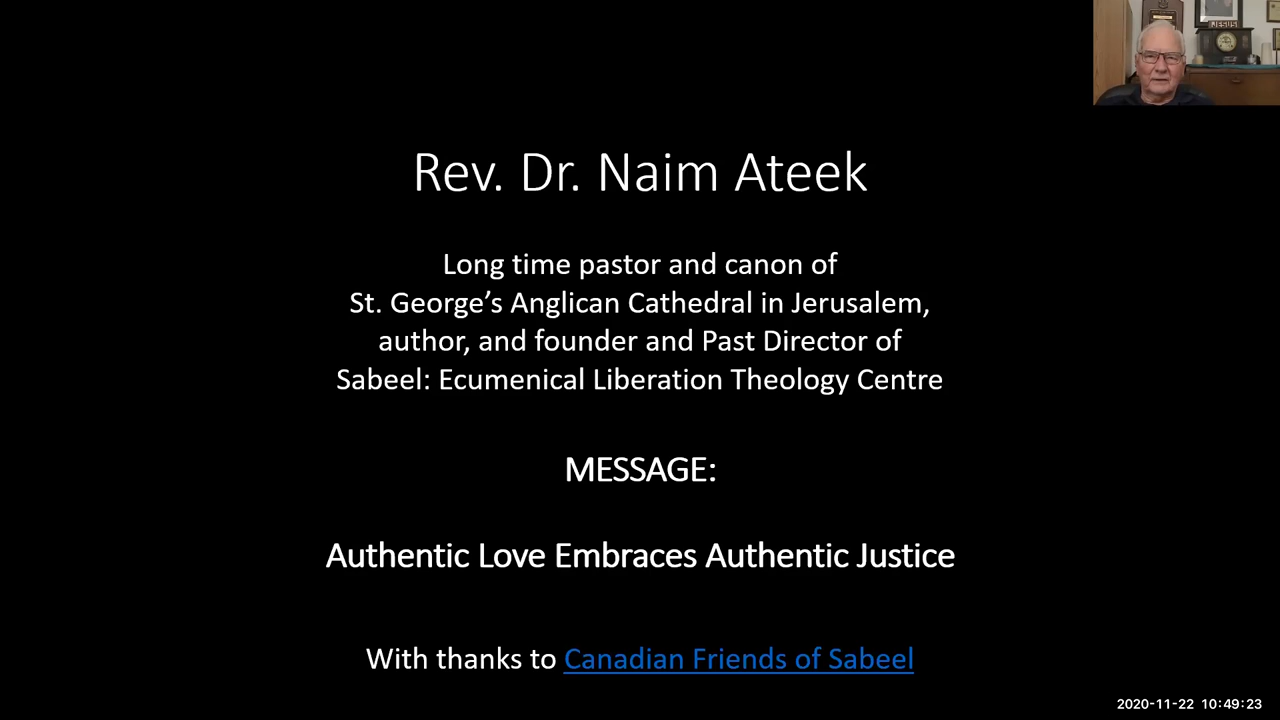 JESUS
Rev. Dr. Naim Ateek
Long time pastor and canon of
St. George’s Anglican Cathedral in Jerusalem,
author, and founder and Past Director of
Sabeel: Ecumenical Liberation Theology Centre
MESSAGE:
Authentic Love Embraces Authentic Justice
With thanks to Canadian Friends of Sabeel
2020-11-22 10:49:23